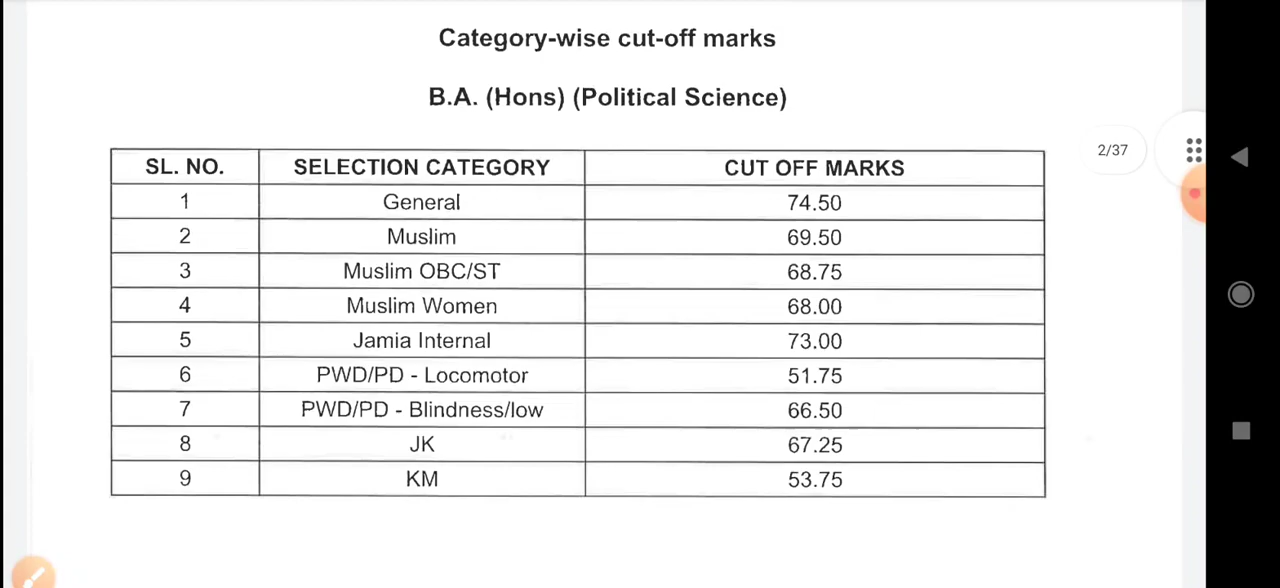 Category-wise cut-off marks
B.A. (Hons) (Political Science)
SL. NO. SELECTION CATEGORY CUT OFF MARKS
1 General 74.50
2 Muslim 69.50
3 Muslim OBC/ST 68.75
4 Muslim Women 68.00
5 Jamia Internal 73.00
6 PWD/PD - Locomotor 51.75
7 PWD/PD - Blindness/low 66.50
8 JK 67.25
9 KM 53.75
2/37